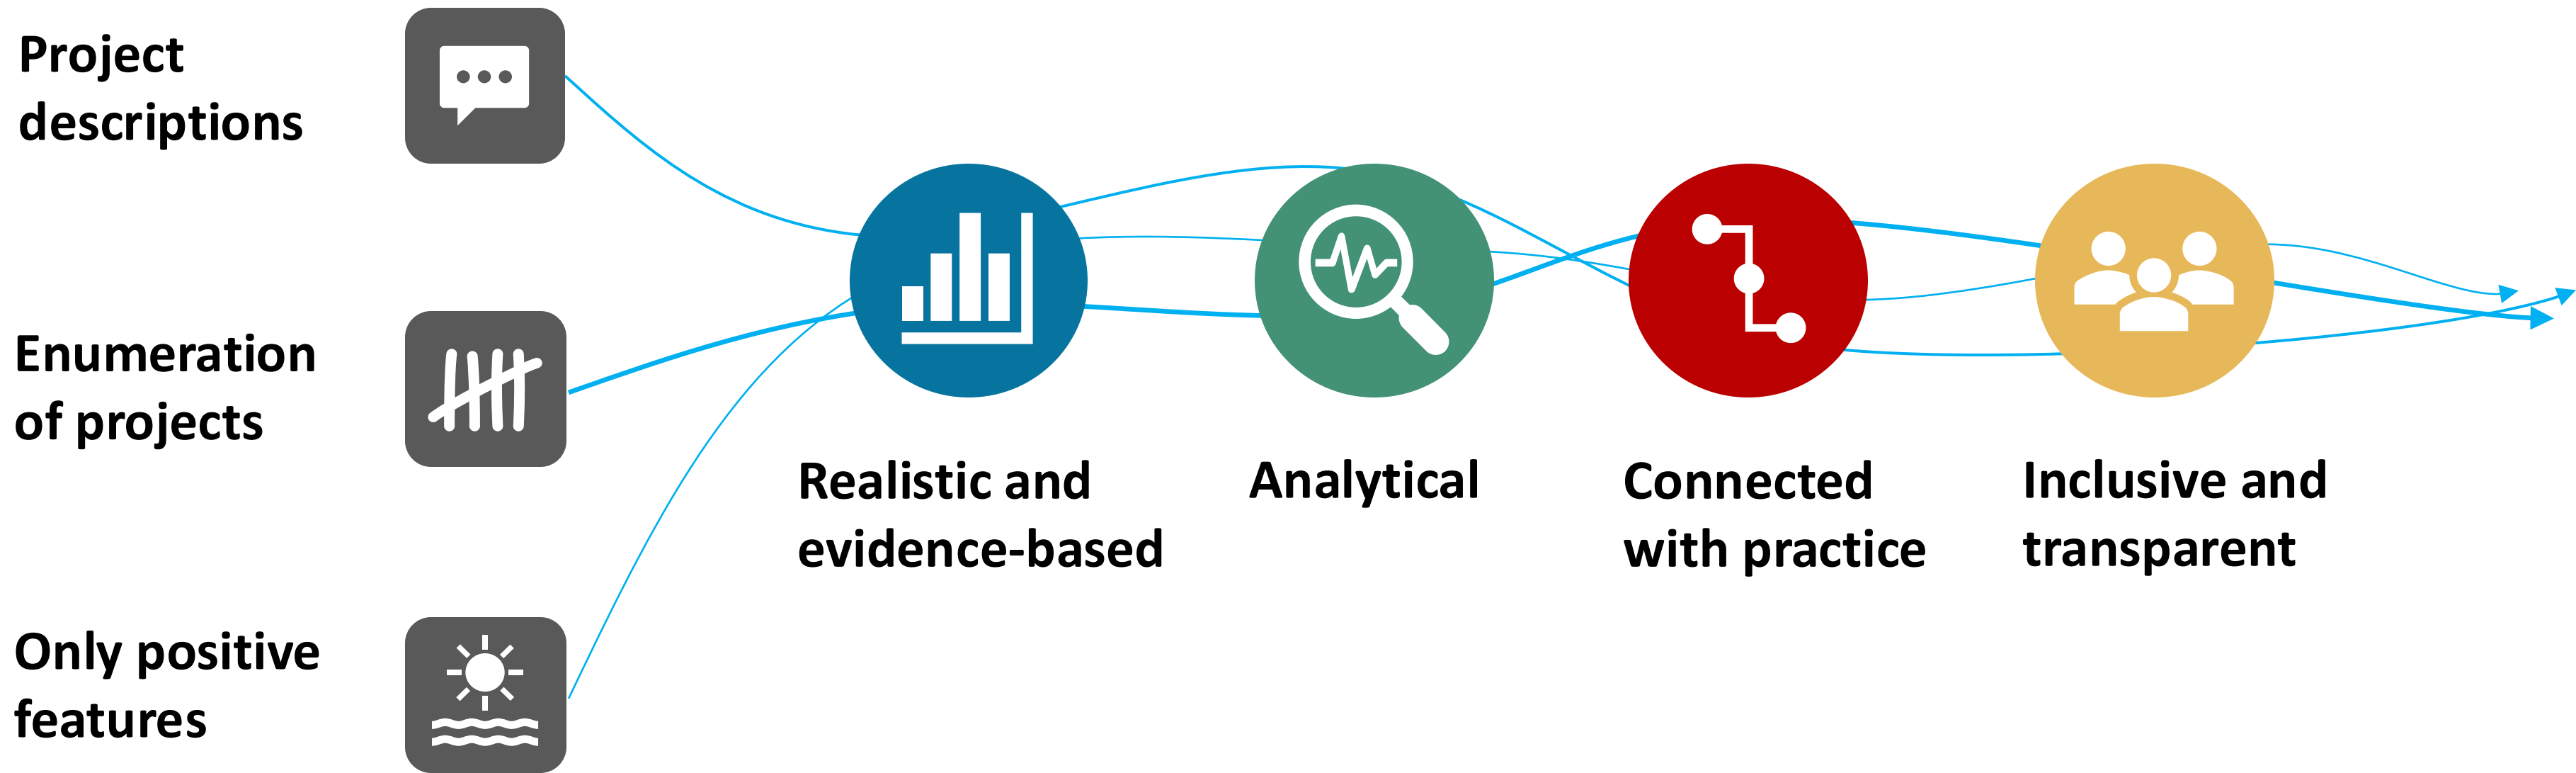 Project
descriptions
Enumeration
of projects
Only positive
features
Realistic and
evidence-based
Analytical
Connected
with practice
Inclusive and
transparent